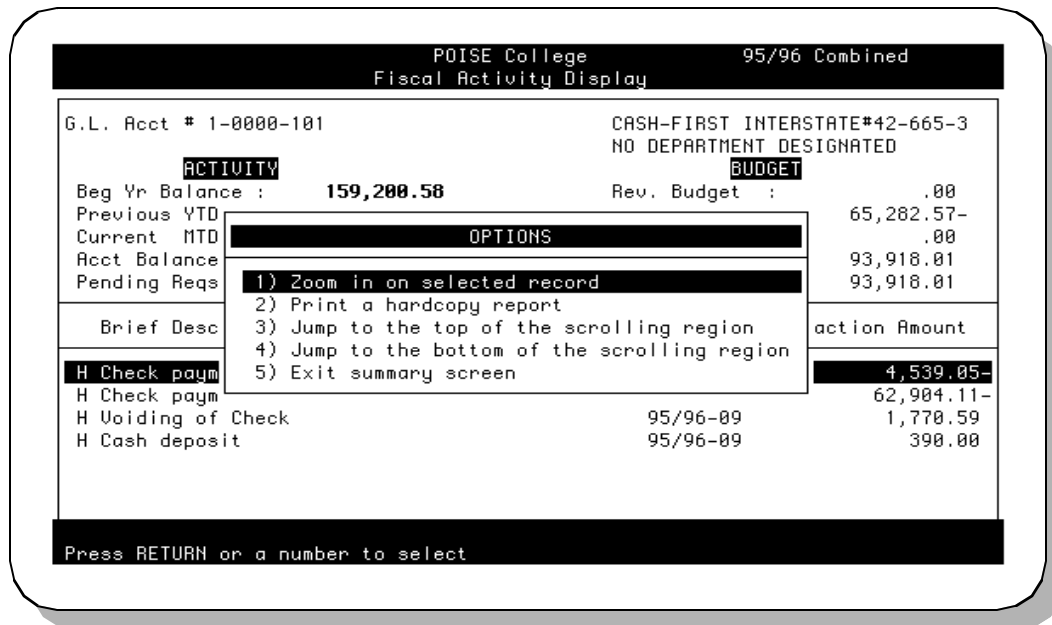 POISE College 95/96 Combined
Fiscal Activity Display
G.L. Acct # 1-0000-101 CASH-FIRST INTERSTATE#42-665-3
NO DEPARTMENT DESIGNATED
ACTIVITY BUDGET
Beg Yr Balance : 159,200.58 Rev. Budget : .00
Previous YTD 65,282.57-
Current MTD .00
Acct Balance 93,918.01
Pending Reqs 93,918.01
OPTIONS
1) Zoom in on selected record
2) Print a hardcopy report
3) Jump to the top of the scrolling region
4) Jump to the bottom of the scrolling region
5) Exit summary screen
Brief Desc action Amount
H Check paym 4,539.05-
H Check paym 62,904.11-
H Voiding of Check 95/96-09 1,770.59
H Cash deposit 95/96-09 390.00
Press RETURN or a number to select